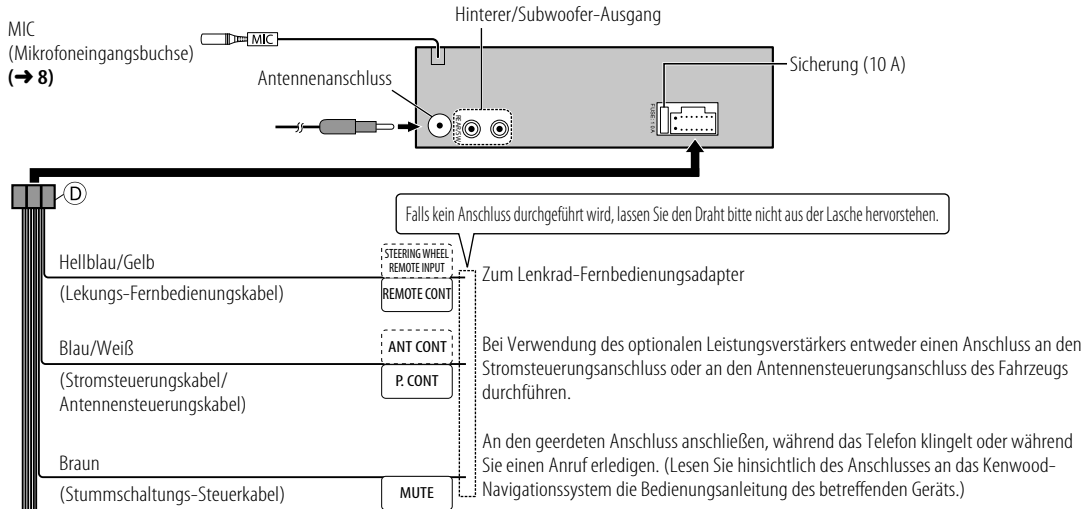 MIC
(Mikrofoneingangsbuchse)
(➜ 8)
MIC
Hinterer/Subwoofer-Ausgang
Antennenanschluss
Sicherung (10 A)
REAR/SW
FUSE 10A
D
Falls kein Anschluss durchgeführt wird, lassen Sie den Draht bitte nicht aus der Lasche hervorstehen.
Hellblau/Gelb
(Lekungs-Fernbedienungskabel)
STEERING WHEEL
REMOTE INPUT
REMOTE CONT
Zum Lenkrad-Fernbedienungsadapter
Blau/Weiß
(Stromsteuerungskabel/
Antennensteuerungskabel)
ANT CONT
P. CONT
Bei Verwendung des optionalen Leistungsverstärkers entweder einen Anschluss an den
Stromsteuerungsanschluss oder an den Antennensteuerungsanschluss des Fahrzeugs
durchführen.
Braun
(Stummschaltungs-Steuerkabel)
MUTE
An den geerdeten Anschluss anschließen, während das Telefon klingelt oder während
Sie einen Anruf erledigen. (Lesen Sie hinsichtlich des Anschlusses an das Kenwood-
Navigationssystem die Bedienungsanleitung des betreffenden Geräts.)